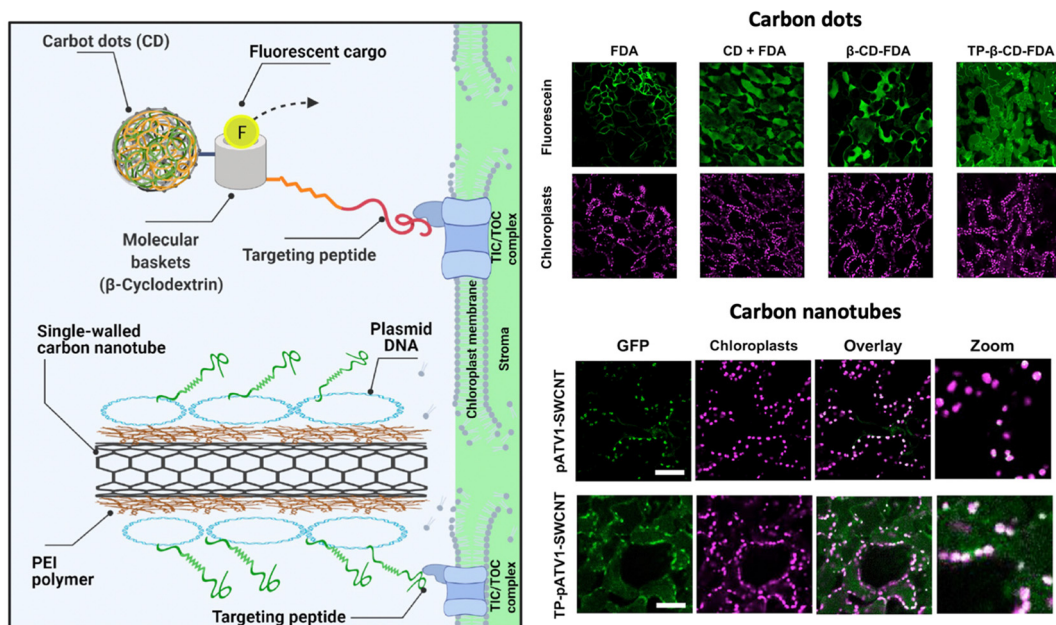 Carbot dots (CD)
Fluorescent cargo
F
Molecular
baskets
(β-Cyclodextrin)
Targeting peptide
TIC/TOC
complex
Single-walled
carbon nanotube
Plasmid
DNA
Chloroplast membrane
Stroma
PEI
polymer
Targeting peptide
TIC/TOC
complex
Carbon dots
FDA
CD + FDA
β-CD-FDA
TP-β-CD-FDA
Fluorescein
Chloroplasts
Carbon nanotubes
GFP
Chloroplasts
Overlay
Zoom
pATV1-SWCNT
TP-pATV1-SWCNT